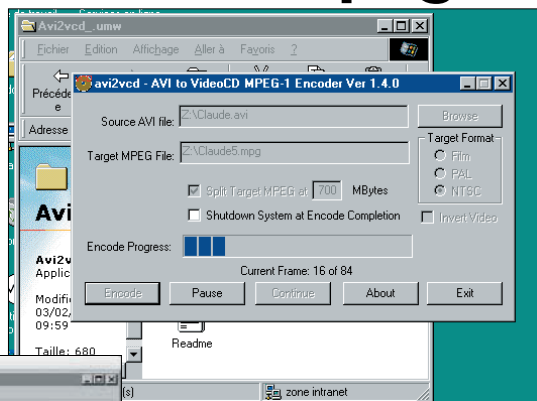 Avi2vcd_.umw
Fichier Edition Affichage Aller à Favoris ?
Précéde
e
Adresse
avi2vcd - AVI to VideoCD MPEG-1 Encoder Ver 1.4.0
Source AVI file: Z:\Claude.avi Browse
Target MPEG File: Z:\Claude5.mpg
Target Format
Film
PAL
NTSC
Split Target MPEG at 700 MBytes
Shutdown System at Encode Completion
Invert Video
Encode Progress:
Current Frame: 16 of 84
Encode Pause Continue About Exit
Avi
Avi2v
Applic
Modifi
03/02/
09:59
Taille: 680
Readme
(s) zone intranet